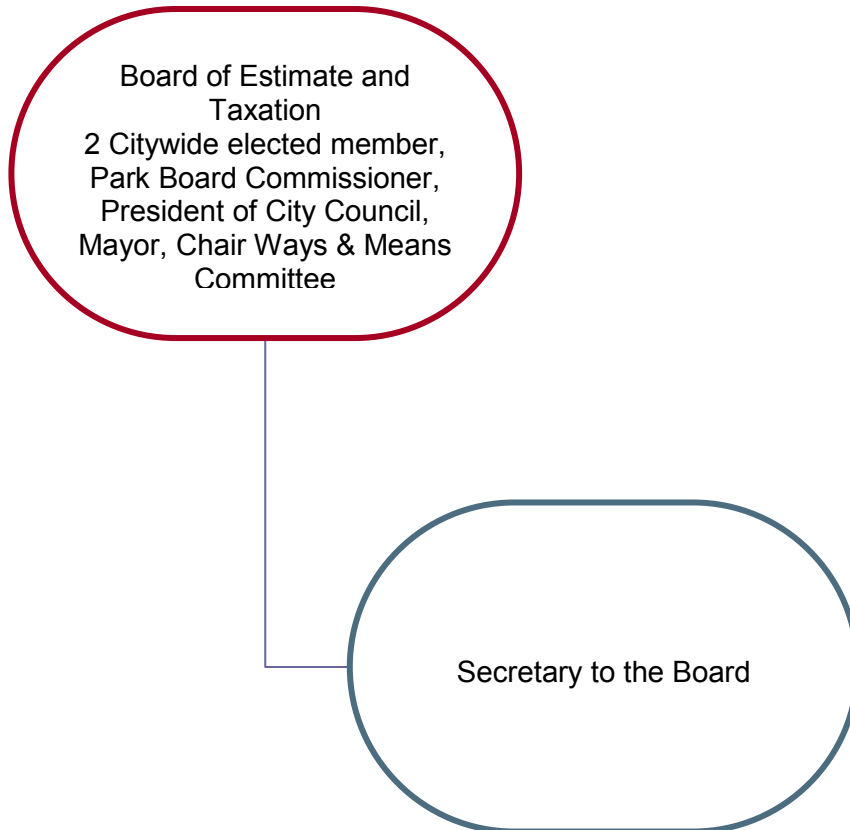 Board of Estimate and
Taxation
2 Citywide elected member,
Park Board Commissioner,
President of City Council,
Mayor, Chair Ways & Means
Committee
Secretary to the Board